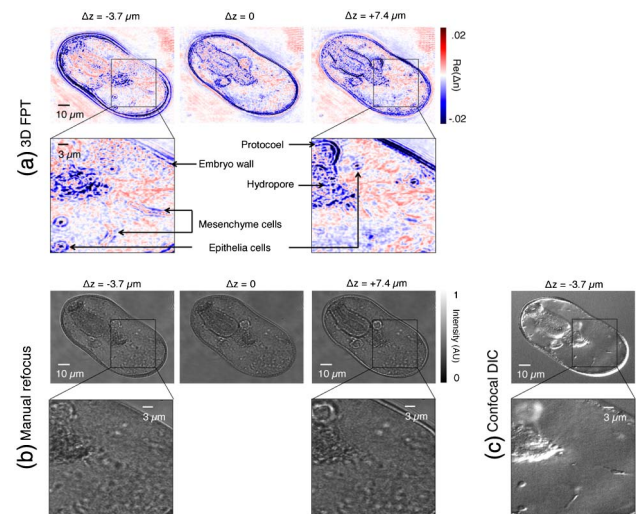 Δz = -3.7 µm
Δz = 0
Δz = +7.4 µm
(a) 3D FPT
10 µm
.02
Re(Δn)
-.02
3 µm
Embryo wall
Mesenchyme cells
Epithelia cells
Protocoel
Hydropore
3 µm
Δz = -3.7 µm
Δz = 0
Δz = +7.4 µm
(b) Manual refocus
10 µm
10 µm
1
Intensity (AU)
0
3 µm
3 µm
Δz = -3.7 µm
(c) Confocal DIC
10 µm
3 µm